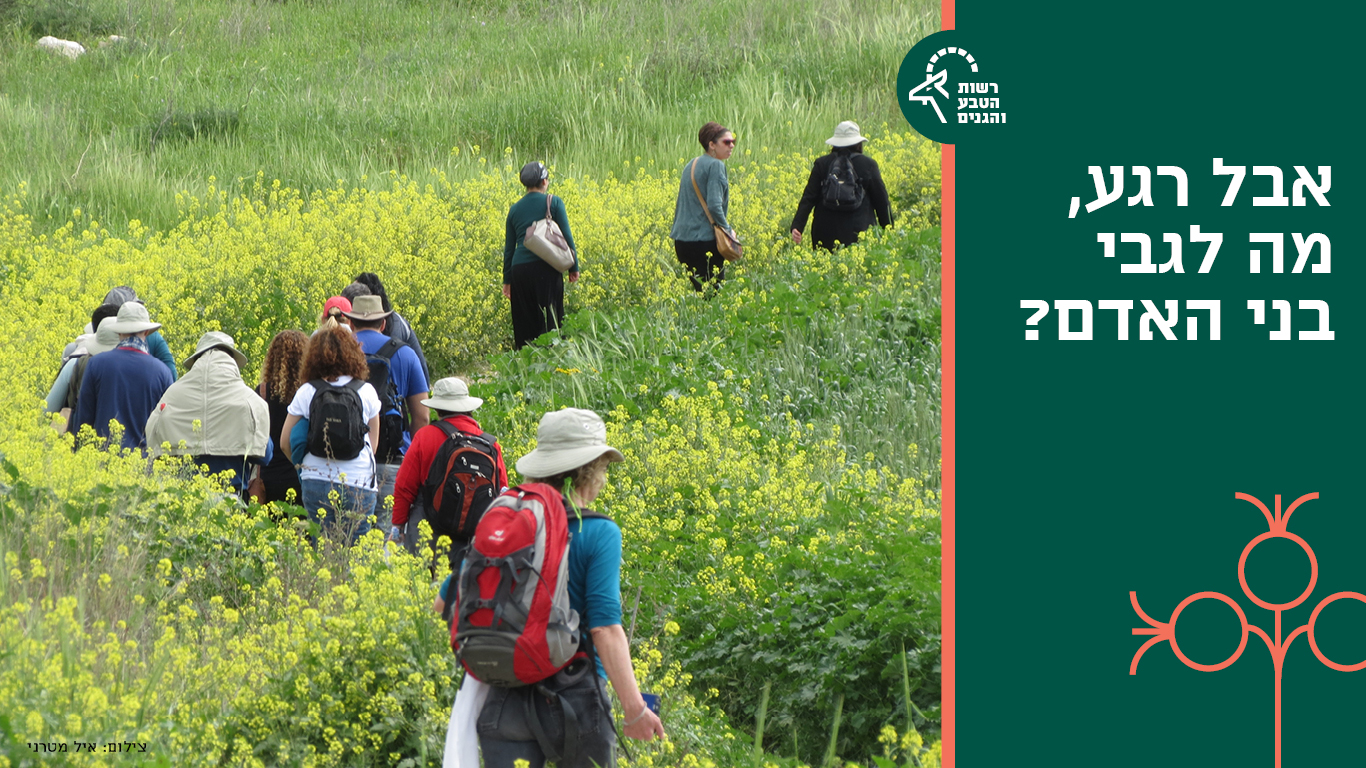 רשות
הטבע
והגנים
אבל רגע,
מה לגבי
בני האדם?
צילום: איל מטרני